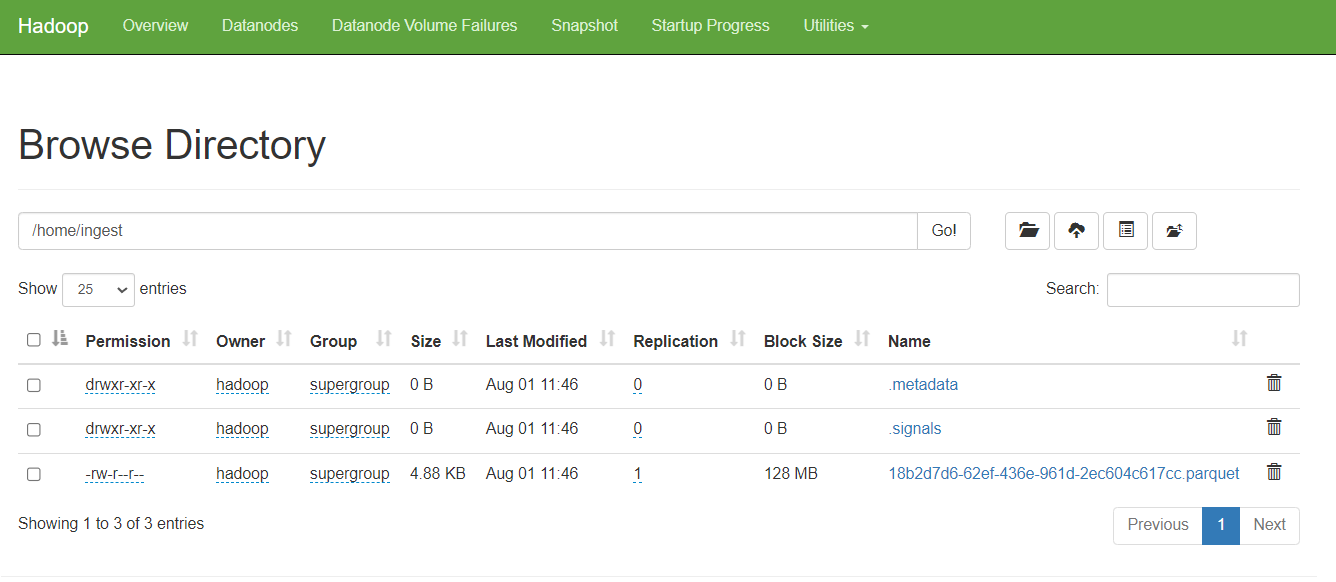 Hadoop Overview Datanodes Datanode Volume Failures Snapshot Startup Progress Utilities
Browse Directory
/home/ingest Go!
Show 25 entries Search:
Permission Owner Group Size Last Modified Replication Block Size Name
drwxr-xr-x hadoop supergroup 0 B Aug 01 11:46 0 0 B .metadata
drwxr-xr-x hadoop supergroup 0 B Aug 01 11:46 0 0 B .signals
-rw-r--r-- hadoop supergroup 4.88 KB Aug 01 11:46 1 128 MB 18b2d7d6-62ef-436e-961d-2ec604c617cc.parquet
Showing 1 to 3 of 3 entries Previous 1 Next